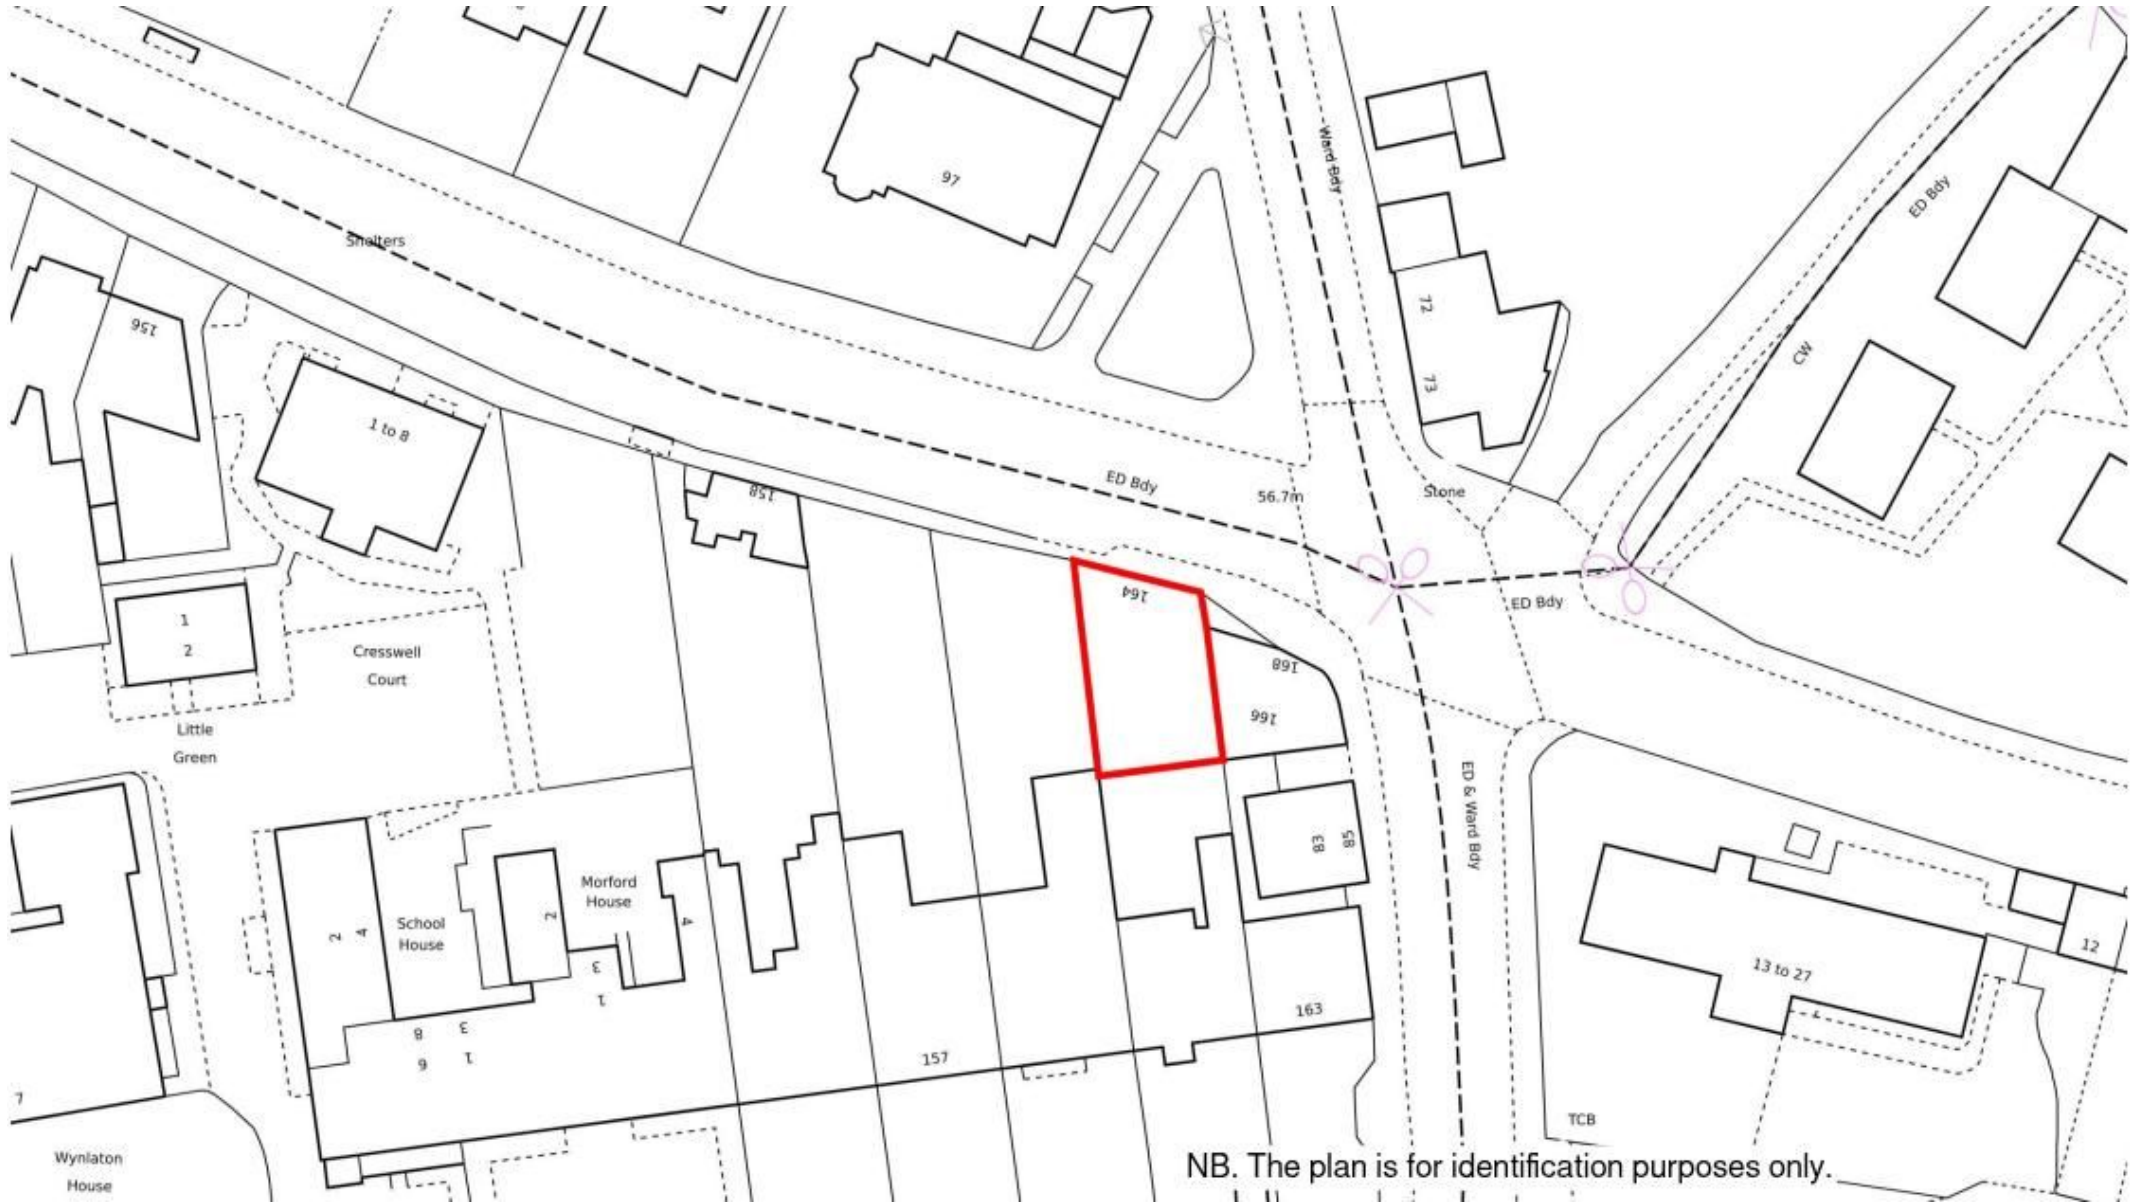 97
Ward Bdy
ED Bdy
Shelters
156
72
73
CW
1 to 8
158
ED Bdy
56.7m
Stone
164
ED Bdy
1
2
Cresswell
Court
168
166
Little
Green
ED & Ward Bdy
83
85
Morford
House
2
4
School
House
2
4
13 to 27
12
3
1
163
8
3
6
1
157
7
TCB
Wynlaton
House
NB. The plan is for identification purposes only.